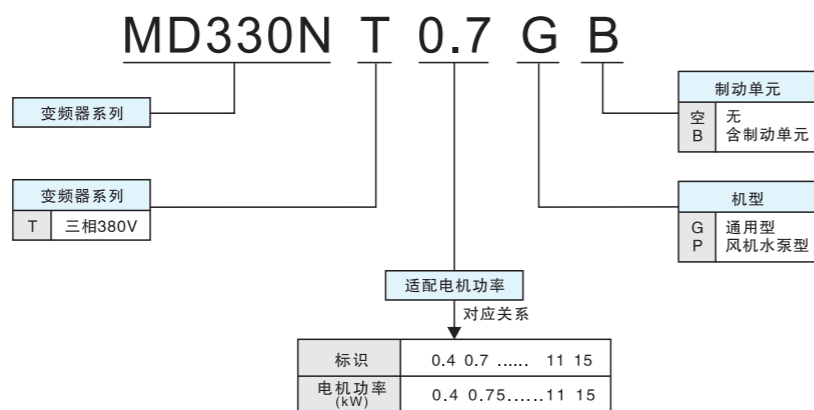 MD330N T 0.7 G B
变频器系列
制动单元
空 无
B 含制动单元
变频器系列
T 三相380V
机型
G 通用型
P 风机水泵型
适配电机功率
对应关系
标识 0.4 0.7 ...... 11 15
电机功率
(kW)
0.4 0.75......11 15